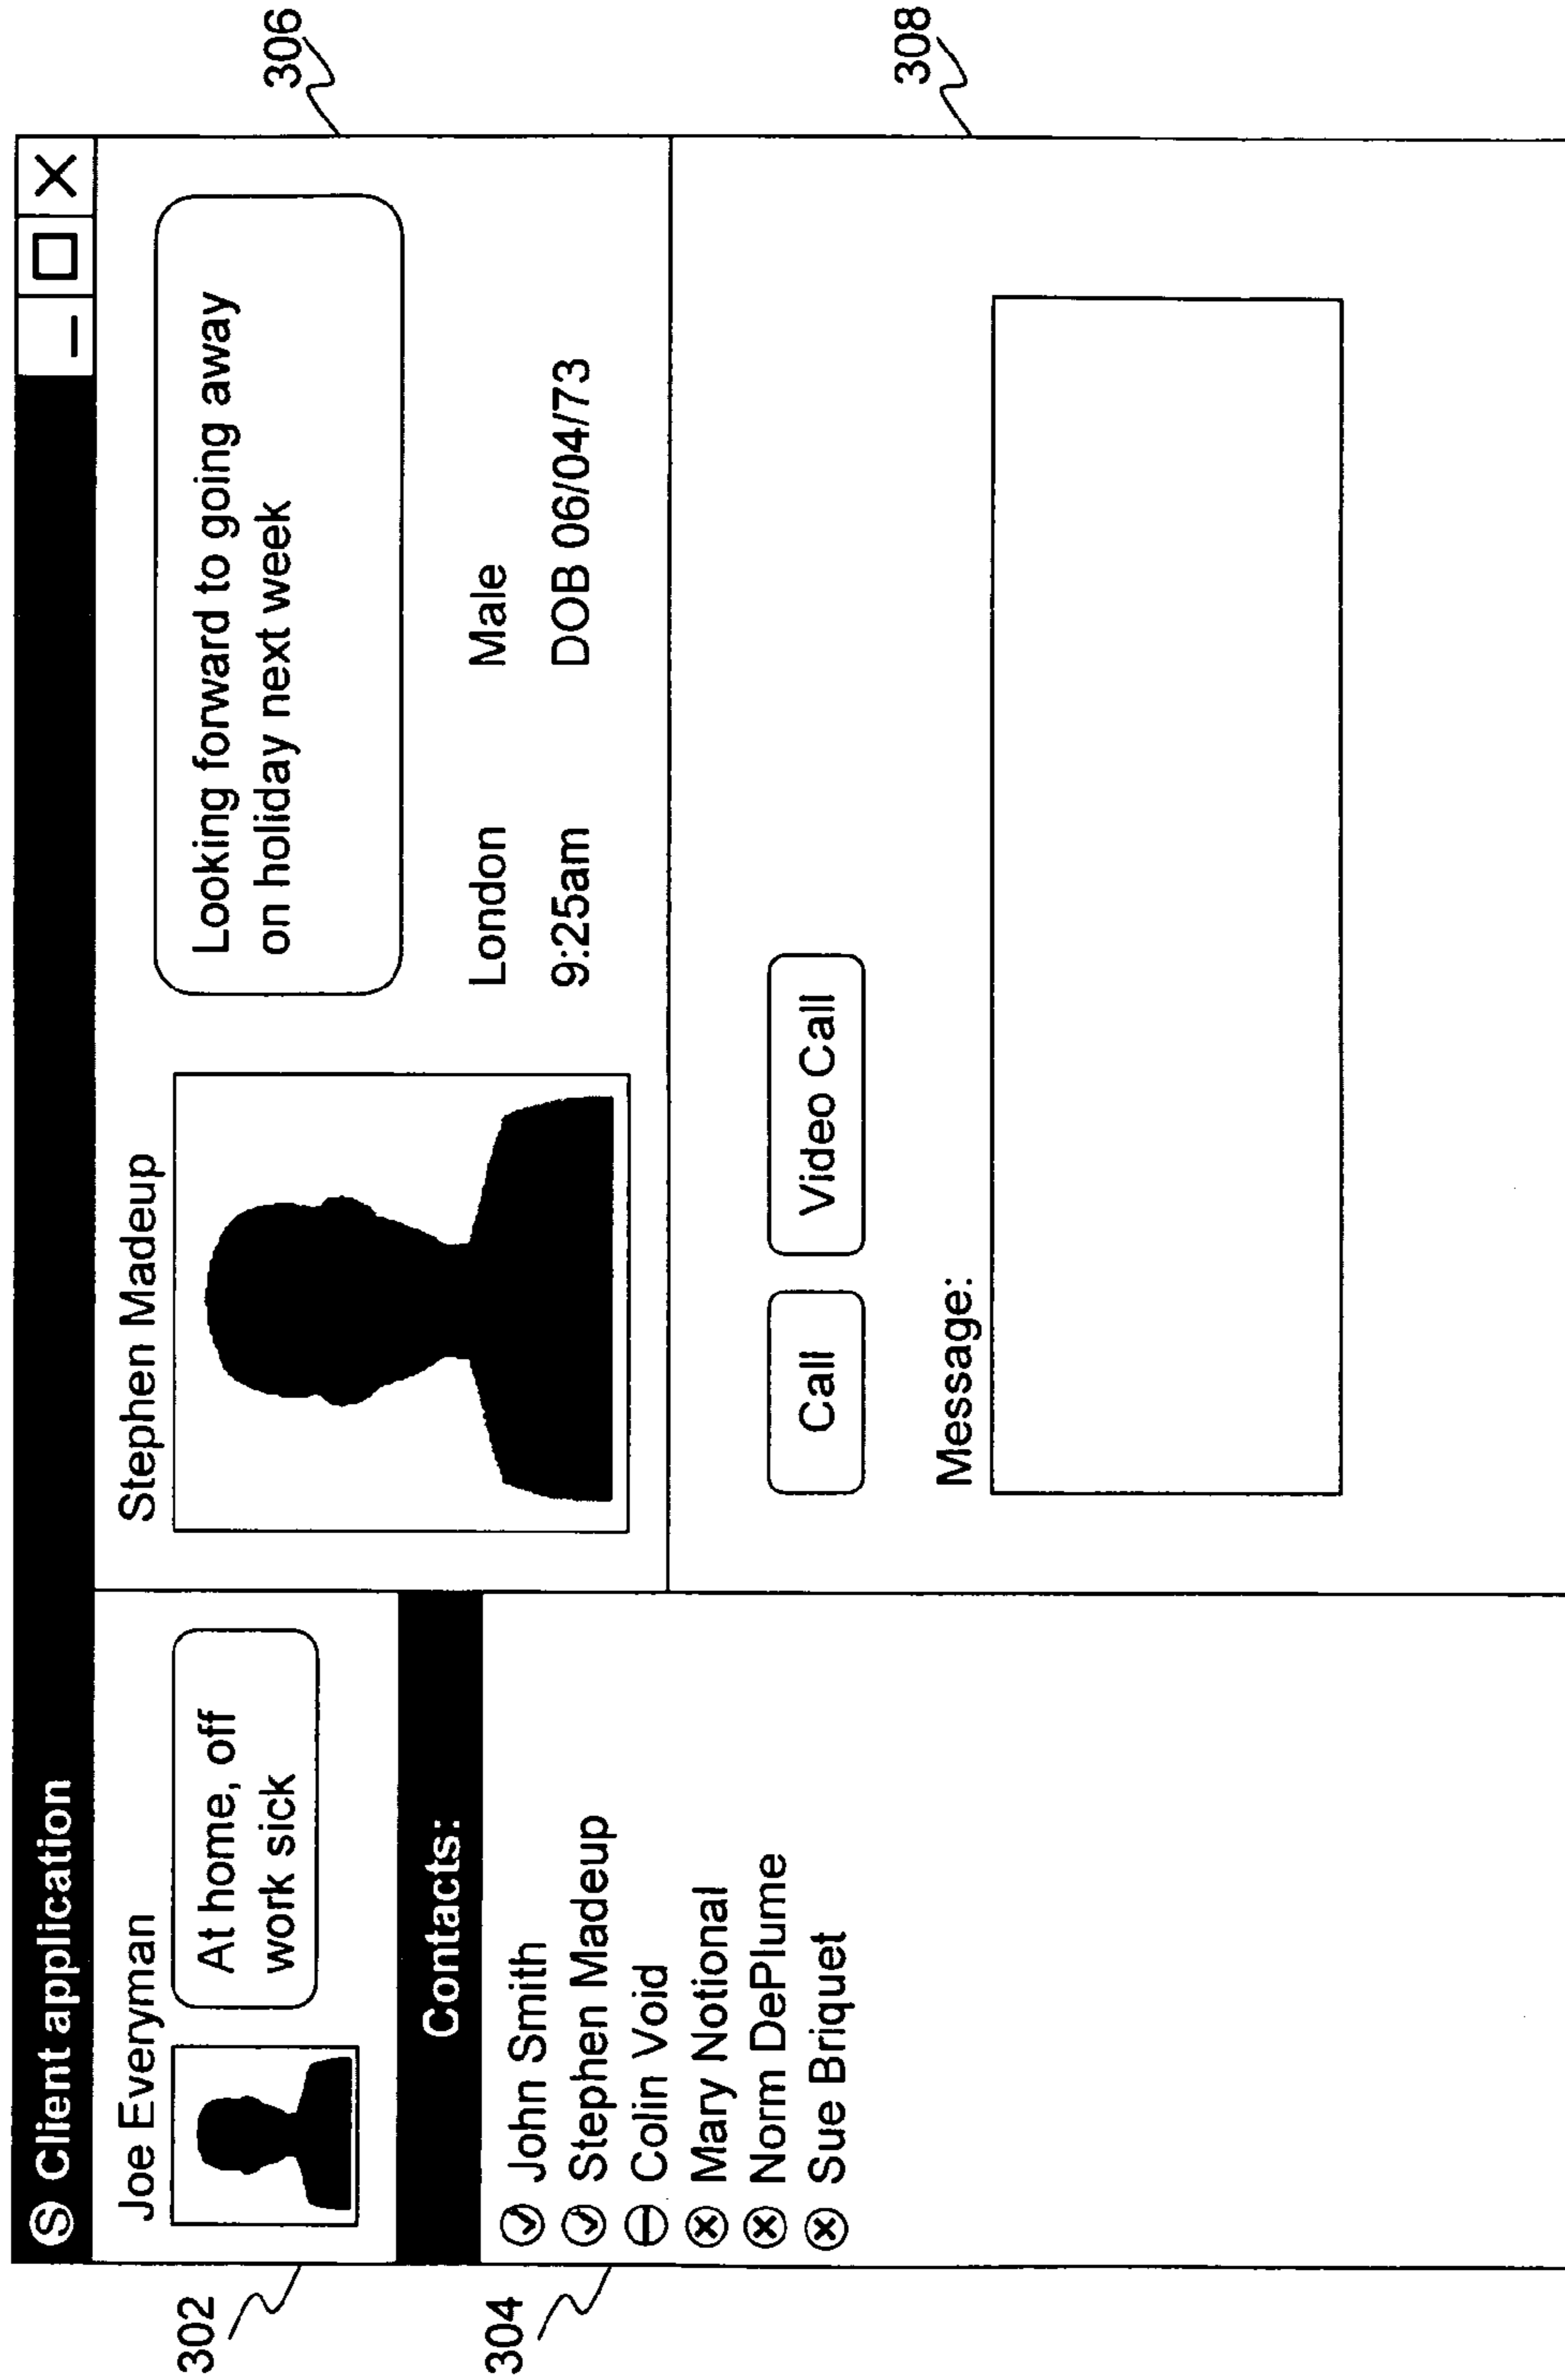 Ⓢ Client application
Joe Everyman
At home, off
work sick
Contacts:
John Smith
Stephen Madeup
Colin Void
Mary Notional
Norm DePlume
Sue Briquet
Stephen Madeup
Looking forward to going away
on holiday next week
London Male
9:25am DOB 06/04/73
Call Video Call
Message:
302
304
306
308